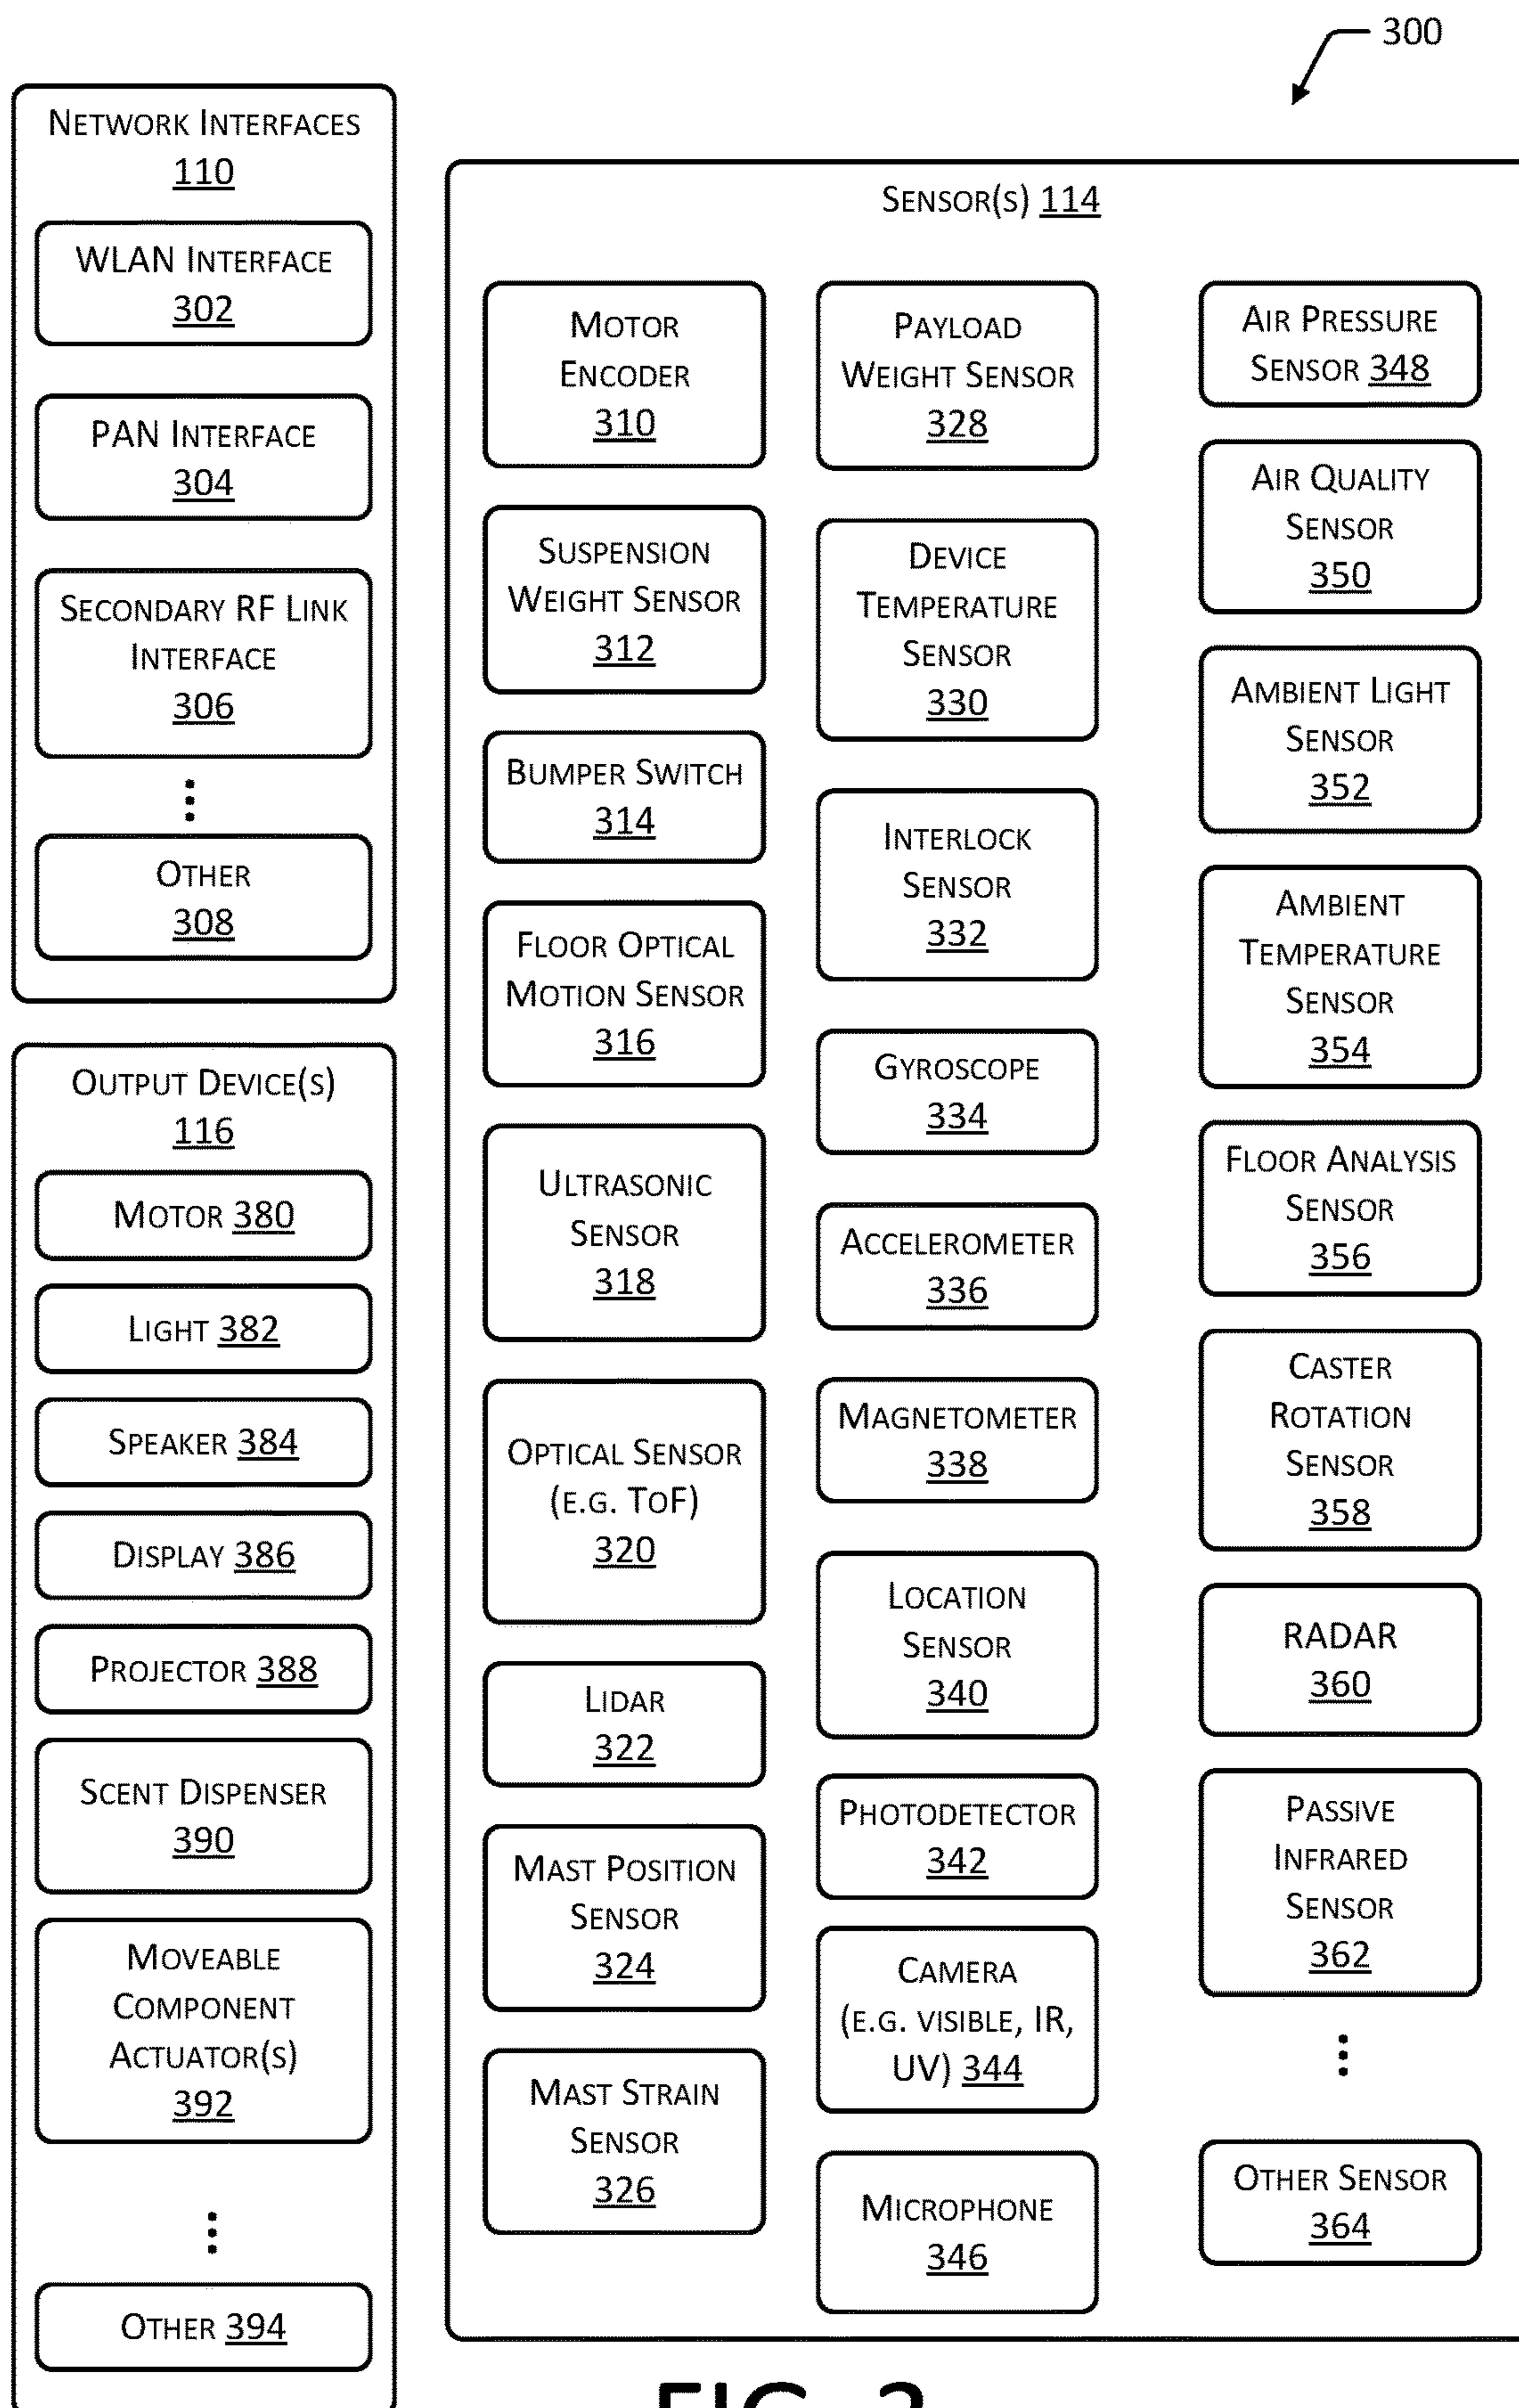 300
NETWORK INTERFACES
110
WLAN INTERFACE
302
PAN INTERFACE
304
SECONDARY RF LINK
INTERFACE
306
OTHER
308
OUTPUT DEVICE(S)
116
MOTOR 380
LIGHT 382
SPEAKER 384
DISPLAY 386
PROJECTOR 388
SCENT DISPENSER
390
MOVEABLE
COMPONENT
ACTUATOR(S)
392
OTHER 394
SENSOR(S) 114
MOTOR
ENCODER
310
SUSPENSION
WEIGHT SENSOR
312
BUMPER SWITCH
314
FLOOR OPTICAL
MOTION SENSOR
316
ULTRASONIC
SENSOR
318
OPTICAL SENSOR
(E.G. TOF)
320
LIDAR
322
MAST POSITION
SENSOR
324
MAST STRAIN
SENSOR
326
PAYLOAD
WEIGHT SENSOR
328
DEVICE
TEMPERATURE
SENSOR
330
INTERLOCK
SENSOR
332
GYROSCOPE
334
ACCELEROMETER
336
MAGNETOMETER
338
LOCATION
SENSOR
340
PHOTODETECTOR
342
CAMERA
(E.G. VISIBLE, IR,
UV) 344
MICROPHONE
346
AIR PRESSURE
SENSOR 348
AIR QUALITY
SENSOR
350
AMBIENT LIGHT
SENSOR
352
AMBIENT
TEMPERATURE
SENSOR
354
FLOOR ANALYSIS
SENSOR
356
CASTER
ROTATION
SENSOR
358
RADAR
360
PASSIVE
INFRARED
SENSOR
362
OTHER SENSOR
364
FIG. 3